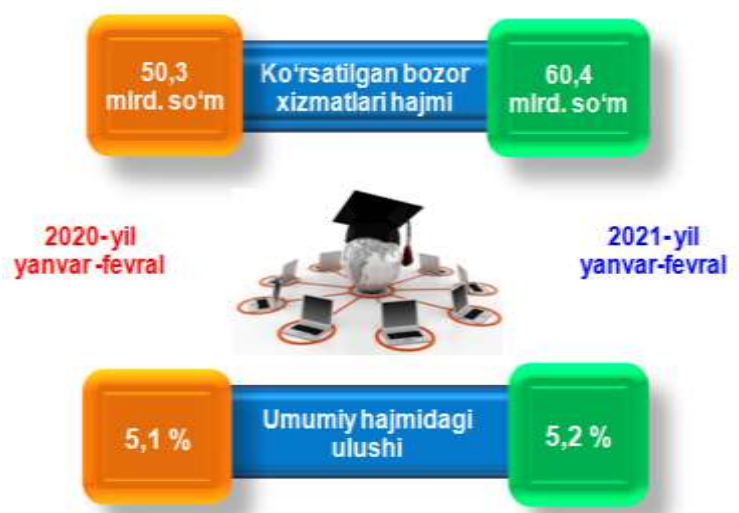 50,3
mlrd. so‘m
Ko‘rsatilgan bozor
xizmatlari hajmi
60,4
mlrd. so‘m
2020-yil
yanvar-fevral
2021-yil
yanvar-fevral
5,1 %
Umumiy hajmidagi
ulushi
5,2 %